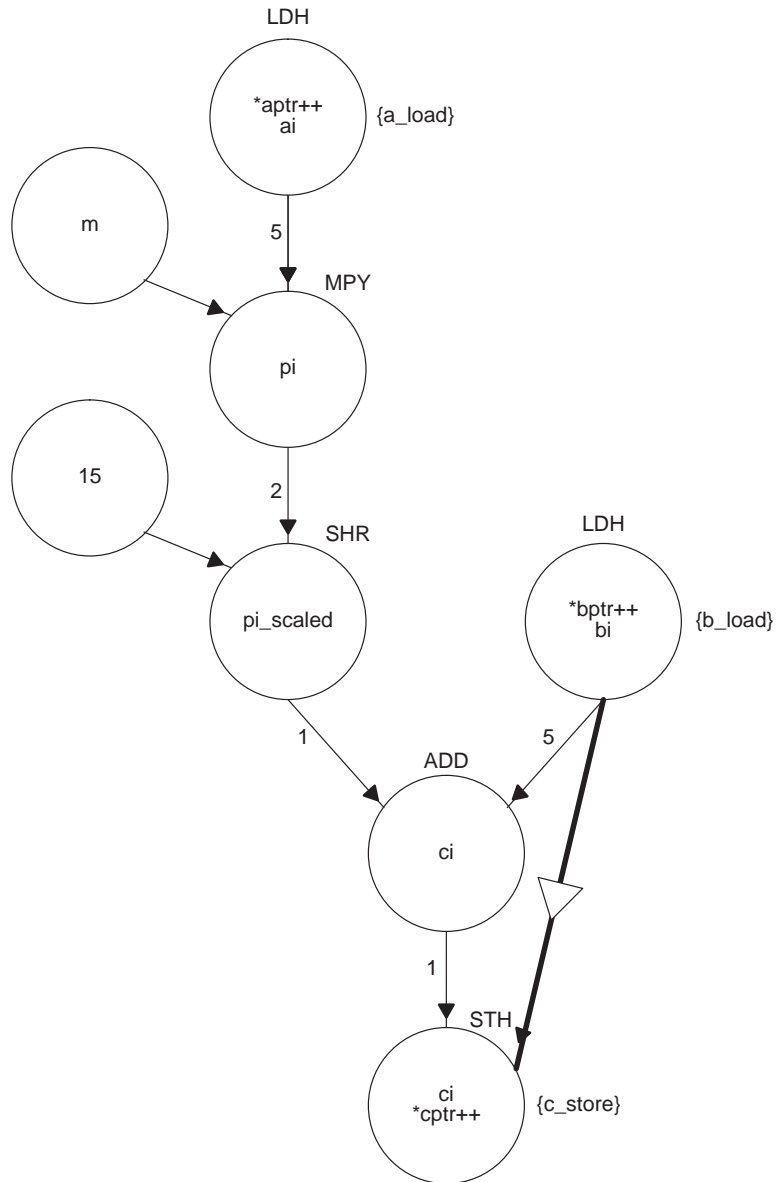 LDH
*aptr++
ai
{a_load}
m
5
MPY
pi
15
2
SHR
LDH
pi_scaled
*bptr++
bi
{b_load}
1
5
ADD
ci
1
STH
ci
*cptr++
{c_store}